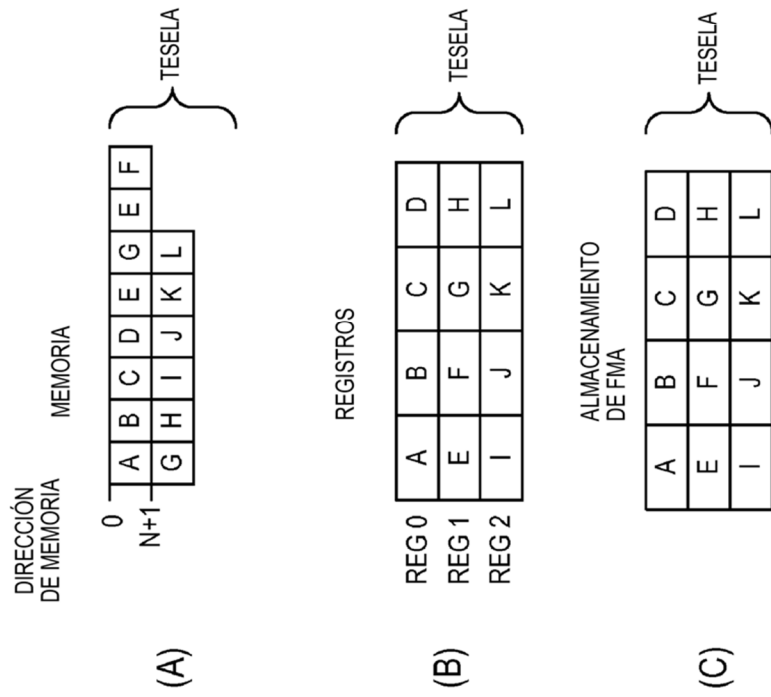 DIRECCIÓN
DE MEMORIA
MEMORIA
(A)
0 A B C D E G E F
N+1 G H I J K L
TESELA
REGISTROS
(B)
REG 0 A B C D
REG 1 E F G H
REG 2 I J K L
TESELA
ALMACENAMIENTO
DE FMA
(C)
A B C D
E F G H
I J K L
TESELA